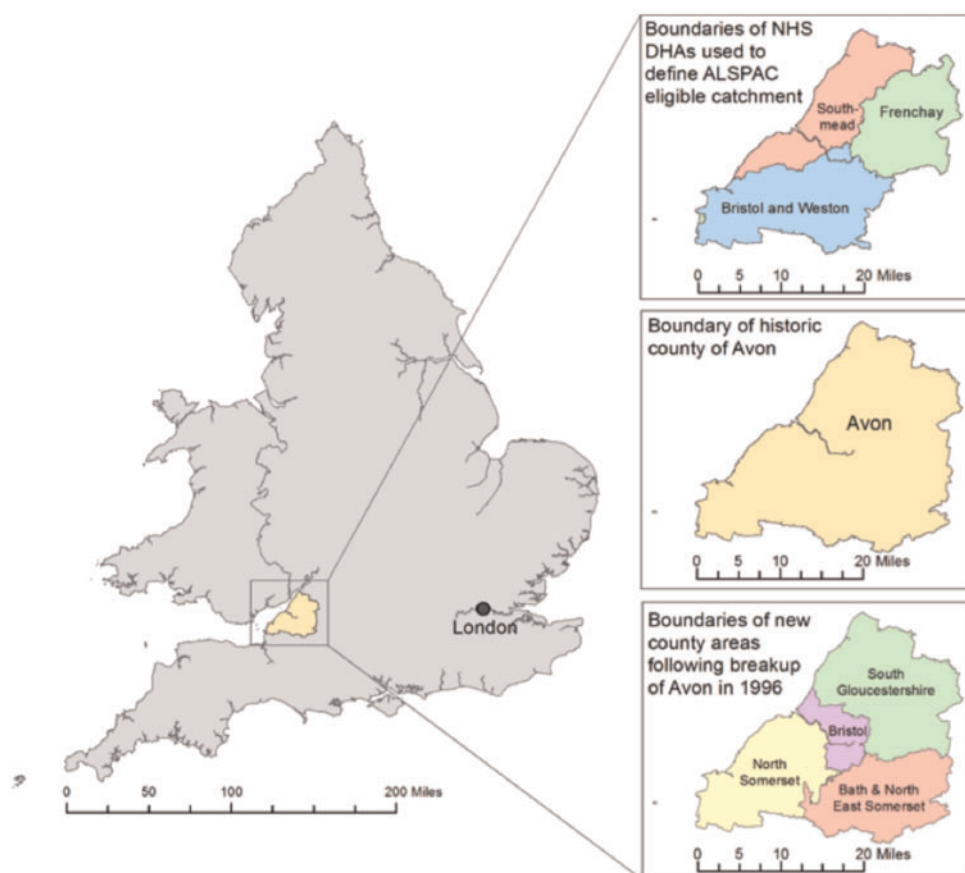 Boundaries of NHS
DHAs used to
define ALSPAC
eligible catchment
South-
mead
Frenchay
Bristol and Weston
0 5 10 20 Miles
Boundary of historic
county of Avon
Avon
0 5 10 20 Miles
London
0 50 100 200 Miles
Boundaries of new
county areas
following breakup
of Avon in 1996
South
Gloucestershire
Bristol
North
Somerset
Bath & North
East Somerset
0 5 10 20 Miles